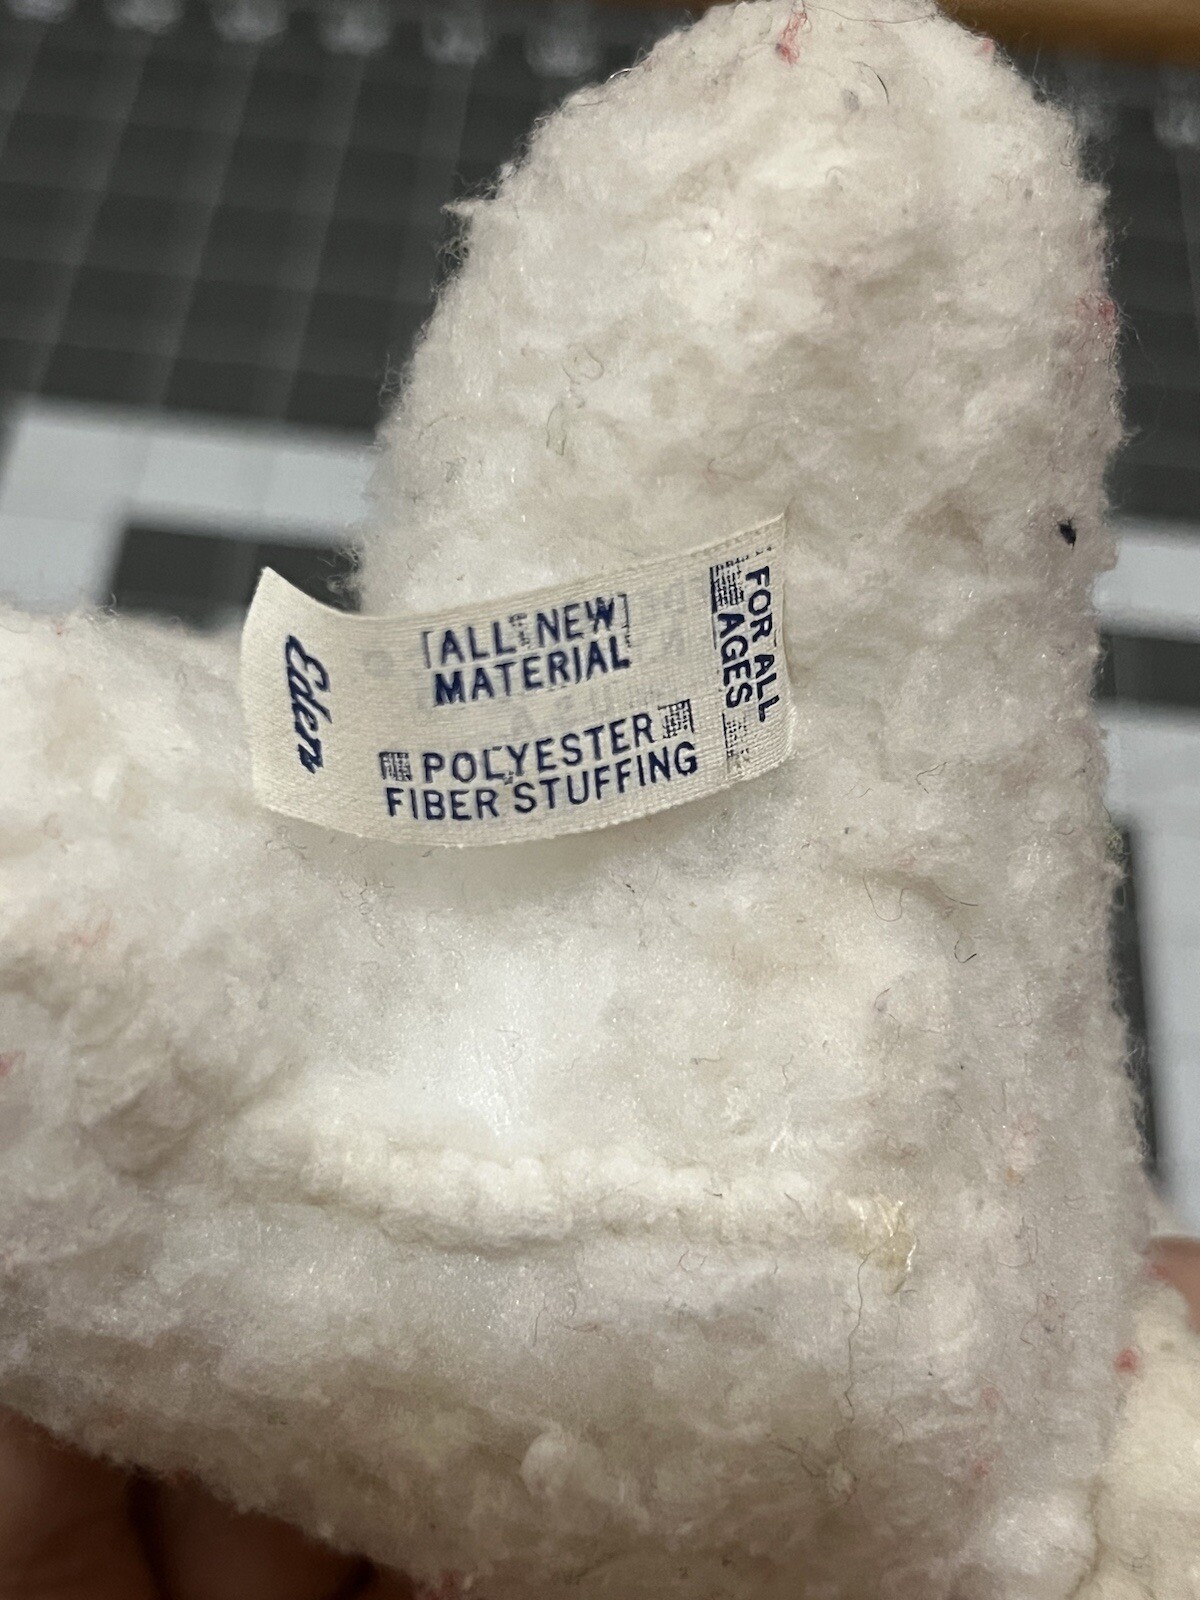 Eden
ALL NEW
MATERIAL
POLYESTER
FIBER STUFFING
FOR ALL
AGES